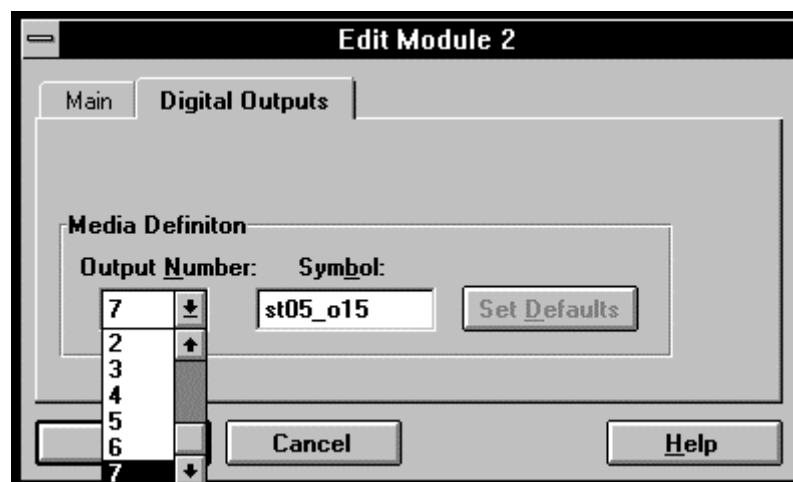 Edit Module 2
Main Digital Outputs
Media Definiton
Output Number: Symbol:
7 st05_o15 Set Defaults
2
3
4
5
6
7
Cancel Help